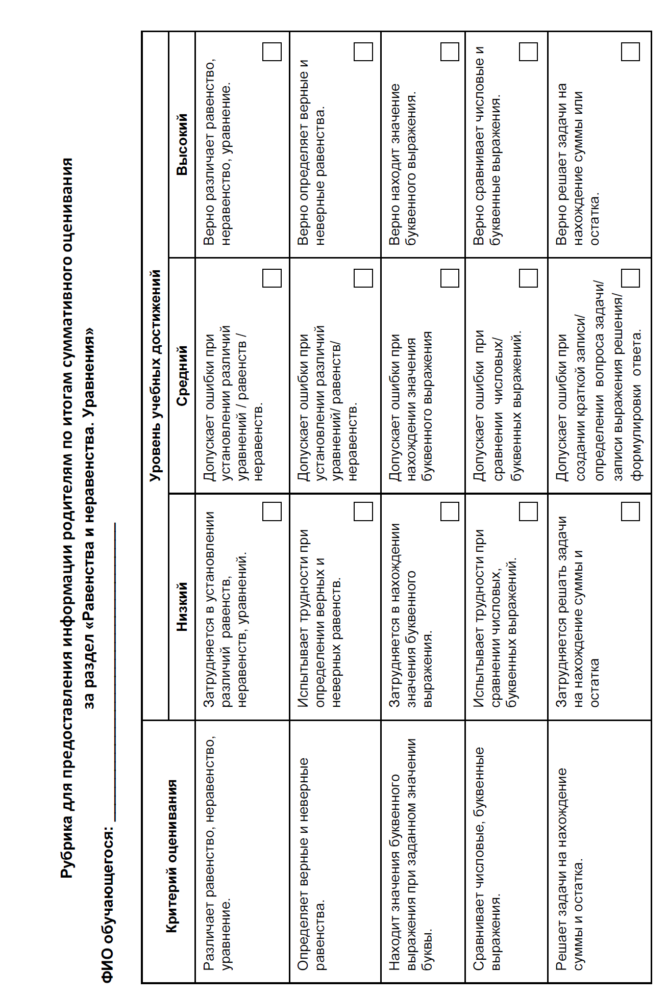 Рубрика для предоставления информации родителям по итогам суммативного оценивания
за раздел «Равенства и неравенства. Уравнения»
ФИО обучающегося: ___________________________________
Критерий оценивания
Уровень учебных достижений
Низкий
Средний
Высокий
Различает равенство, неравенство,
уравнение.
Затрудняется в установлении
различий равенств,
неравенств, уравнений.
Допускает ошибки при
установлении различий
уравнений / равенств /
неравенств.
Верно различает равенство,
неравенство, уравнение.
Определяет верные и неверные
равенства.
Испытывает трудности при
определении верных и
неверных равенств.
Допускает ошибки при
установлении различий
уравнений/ равенств/
неравенств.
Верно определяет верные и
неверные равенства.
Находит значения буквенного
выражения при заданном значении
буквы.
Затрудняется в нахождении
значения буквенного
выражения.
Допускает ошибки при
нахождении значения
буквенного выражения
Верно находит значение
буквенного выражения.
Сравнивает числовые, буквенные
выражения.
Испытывает трудности при
сравнении числовых,
буквенных выражений.
Допускает ошибки при
сравнении числовых/
буквенных выражений.
Верно сравнивает числовые и
буквенные выражения.
Решает задачи на нахождение
суммы и остатка.
Затрудняется решать задачи
на нахождение суммы и
остатка
Допускает ошибки при
создании краткой записи/
определении вопроса задачи/
записи выражения решения/
формулировки ответа.
Верно решает задачи на
нахождение суммы или
остатка.